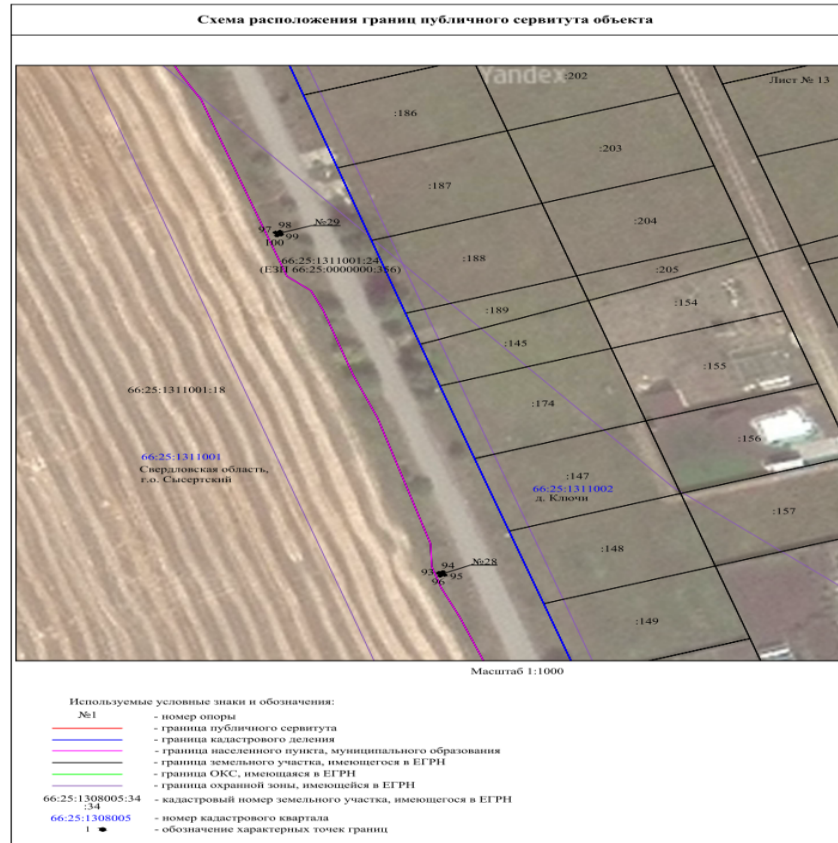 Схема расположения границ публичного сервитута объекта
Yandex
:202
Лист № 13
:186
:203
:187
:204
97 98 №29
99
100
:188
66:25:1311001:24
(ЕЗП 66:25:0000000:356)
:205
:189
:154
:145
:155
66:25:1311001:18
:174
:156
66:25:1311001
Свердловская область,
г.о. Сысертский
:147
66:25:1311002
д. Ключи
:157
:148
94 №28
93 95
96
:149
Масштаб 1:1000
Используемые условные знаки и обозначения:
№1 - номер опоры
- граница публичного сервитута
- граница кадастрового деления
- граница населенного пункта, муниципального образования
- граница земельного участка, имеющегося в ЕГРН
- граница ОКС, имеющаяся в ЕГРН
- граница охранной зоны, имеющейся в ЕГРН
66:25:1308005:34 - кадастровый номер земельного участка, имеющегося в ЕГРН
:34
66:25:1308005 - номер кадастрового квартала
1 - обозначение характерных точек границ